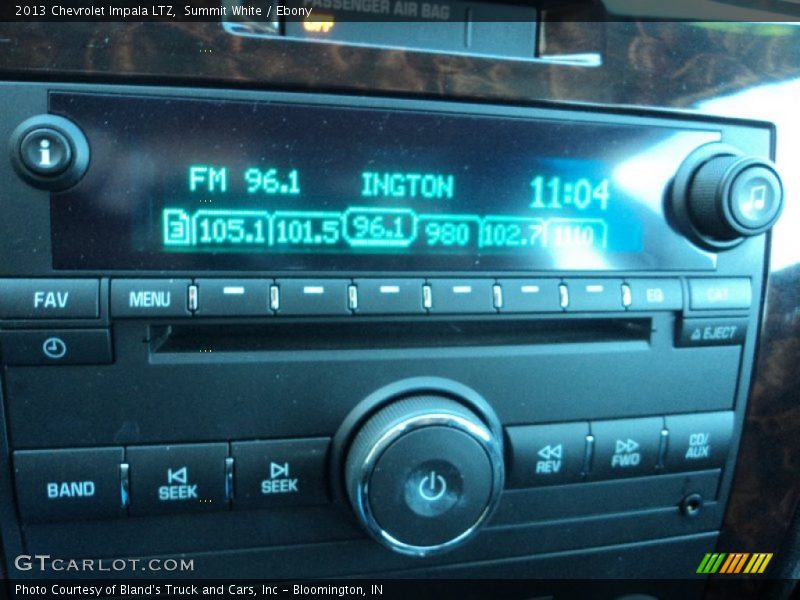 2013 Chevrolet Impala LTZ, Summit White / Ebony
PASSENGER AIR BAG
OFF
i
FM 96.1 INGTON 11:04
3 105.1 101.5 96.1 980 102.7 1110
FAV MENU EQ CAT
EJECT
BAND SEEK SEEK REV FWD CD/AUX
GTCARLOT.COM
Photo Courtesy of Bland's Truck and Cars, Inc - Bloomington, IN